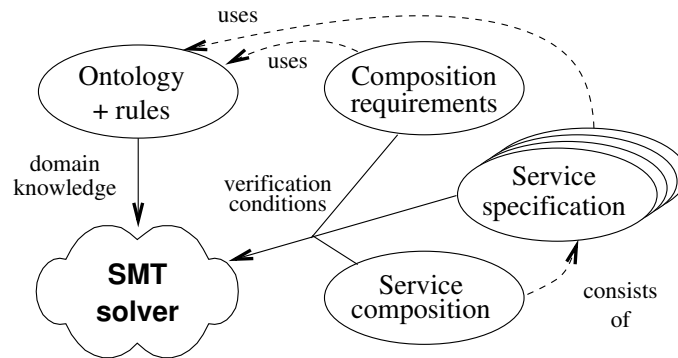 uses
uses
Ontology
+ rules
Composition
requirements
domain
knowledge
verification
conditions
Service
specification
SMT
solver
Service
composition
consists
of